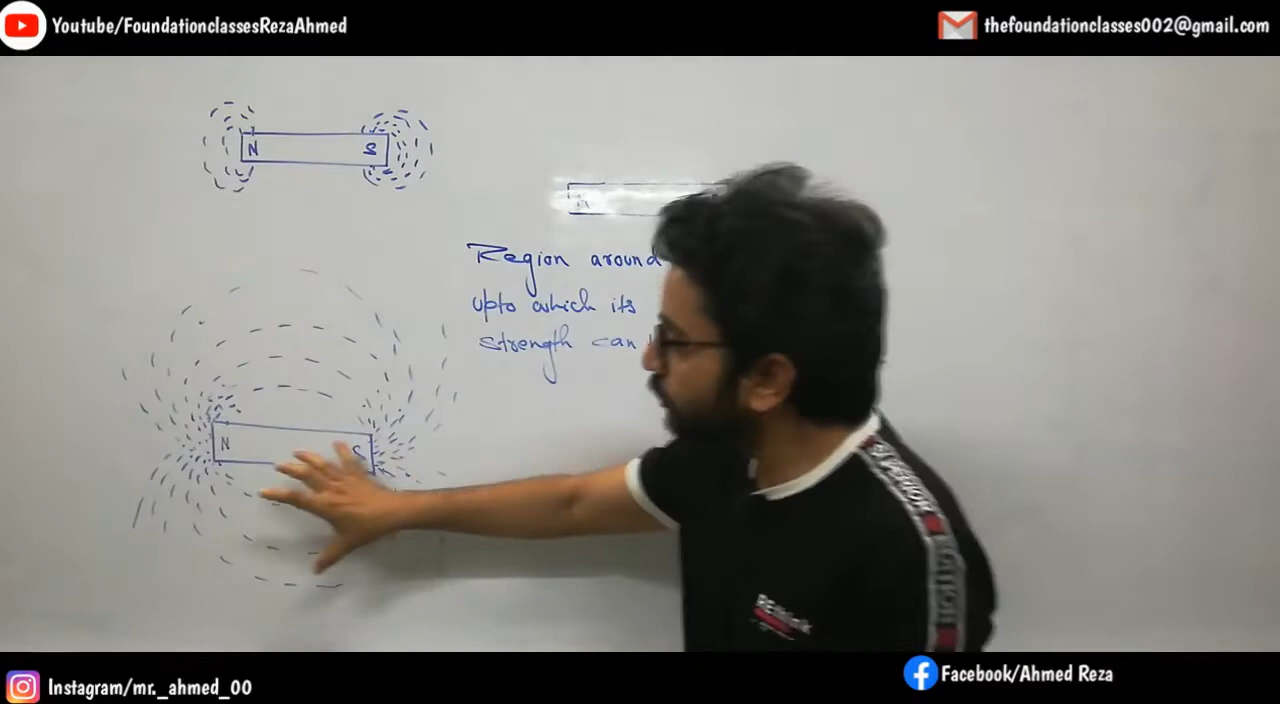 Youtube/FoundationclassesRezaAhmed
thefoundationclasses002@gmail.com
N S
N
Region around
upto which its
strength can
N S
Instagram/mr._ahmed_00
Facebook/Ahmed Reza